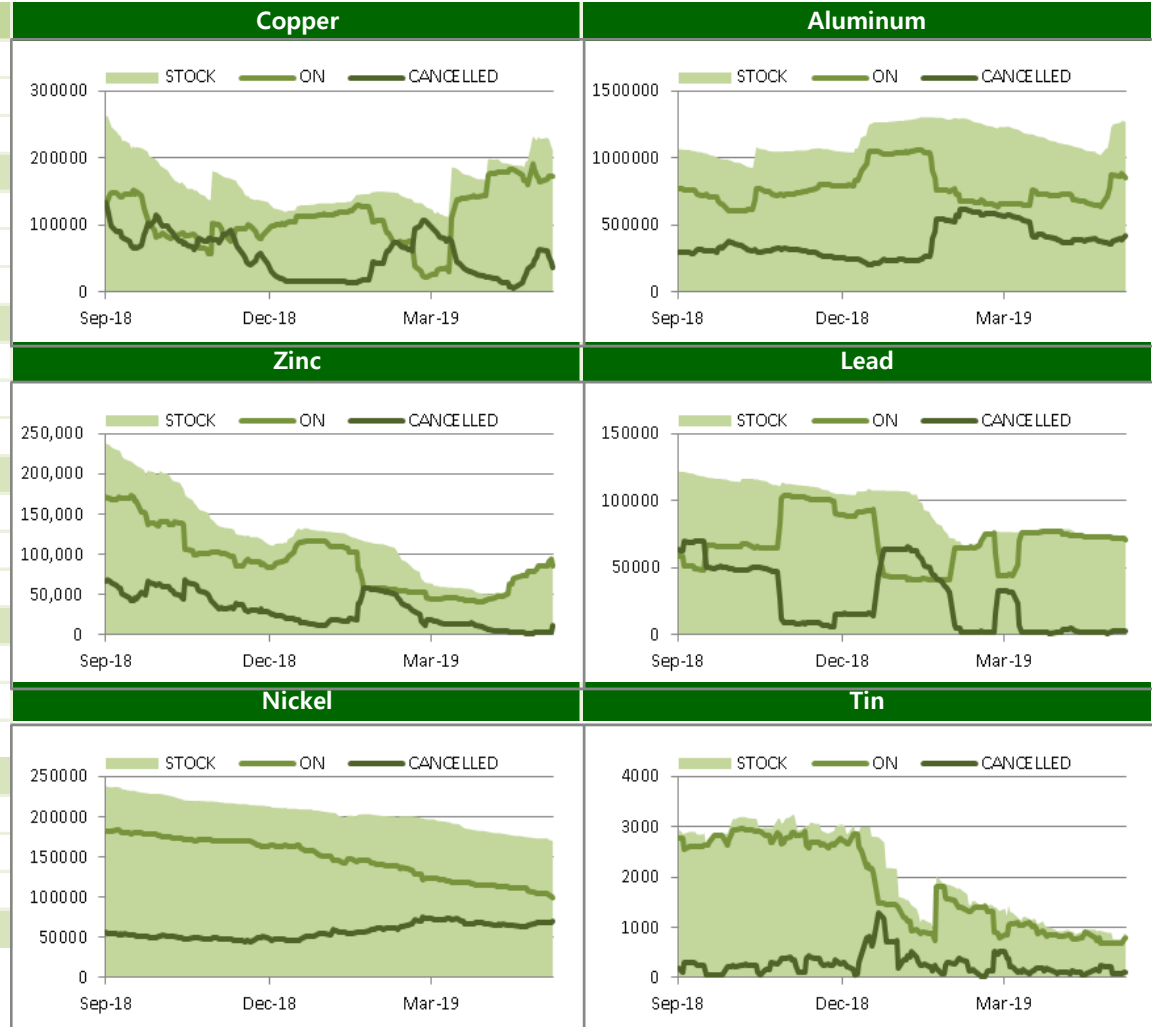 Copper
STOCK ON CANCELLED
300000
200000
100000
0
Sep-18 Dec-18 Mar-19
Aluminum
STOCK ON CANCELLED
1500000
1000000
500000
0
Sep-18 Dec-18 Mar-19
Zinc
STOCK ON CANCELLED
250,000
200,000
150,000
100,000
50,000
0
Sep-18 Dec-18 Mar-19
Lead
STOCK ON CANCELLED
150000
100000
50000
0
Sep-18 Dec-18 Mar-19
Nickel
STOCK ON CANCELLED
250000
200000
150000
100000
50000
0
Sep-18 Dec-18 Mar-19
Tin
STOCK ON CANCELLED
4000
3000
2000
1000
0
Sep-18 Dec-18 Mar-19